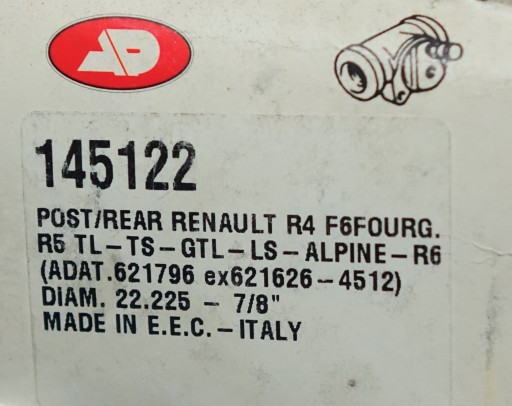 AP
145122
POST/REAR RENAULT R4 F6FOURG.
R5 TL-TS-GTL-LS-ALPINE-R6
(ADAT.621796 ex621626-4512)
DIAM. 22.225 - 7/8"
MADE IN E.E.C.-ITALY